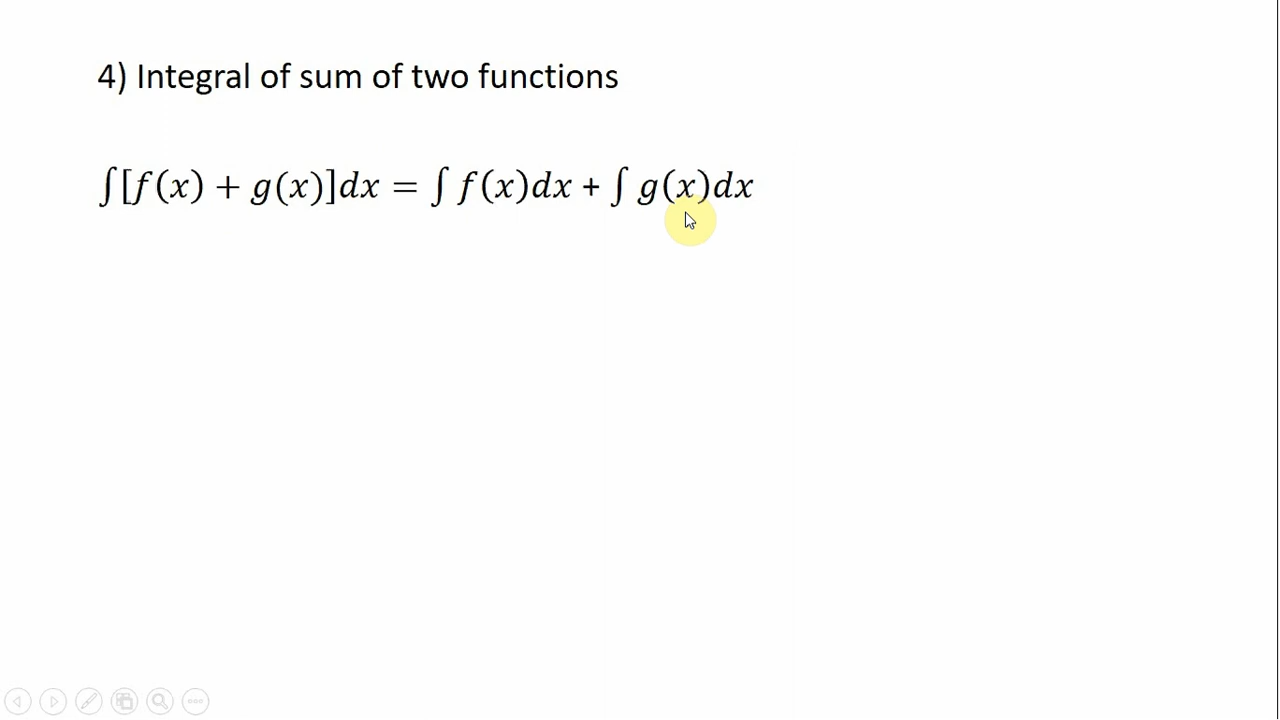 4) Integral of sum of two functions
∫[f(x) + g(x)]dx = ∫ f(x)dx + ∫ g(x)dx